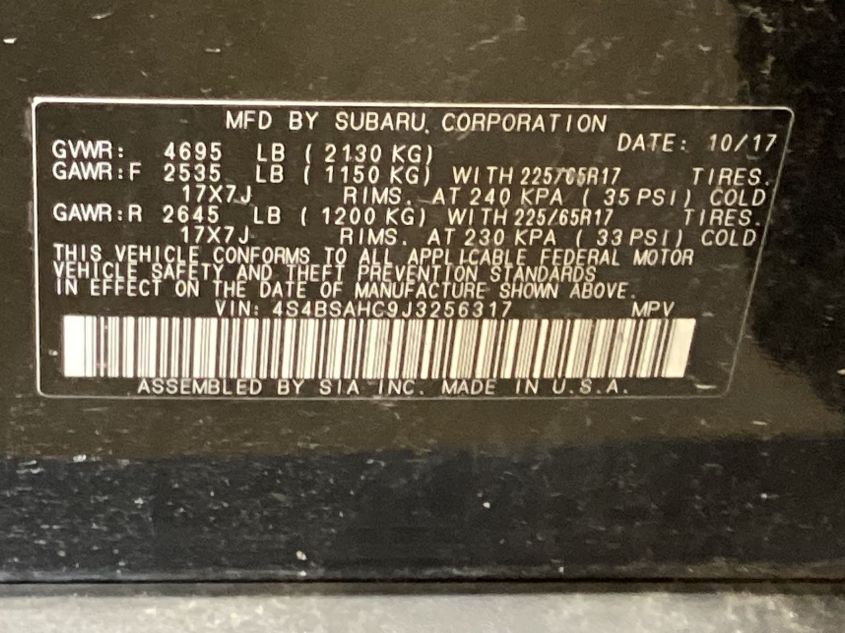 MFD BY SUBARU CORPORATION
DATE: 10/17
GVWR: 4695 LB ( 2130 KG)
GAWR:F 2535 LB ( 1150 KG) WITH 225/65R17 TIRES.
17X7J RIMS. AT 240 KPA ( 35 PSI) COLD
GAWR:R 2645 LB ( 1200 KG) WITH 225/65R17 TIRES.
17X7J RIMS. AT 230 KPA ( 33 PSI) COLD
THIS VEHICLE CONFORMS TO ALL APPLICABLE FEDERAL MOTOR
VEHICLE SAFETY AND THEFT PREVENTION STANDARDS
IN EFFECT ON THE DATE OF MANUFACTURE SHOWN ABOVE.
VIN: 4S4BSAHC9J3256317 MPV
ASSEMBLED BY SIA INC. MADE IN U.S.A.